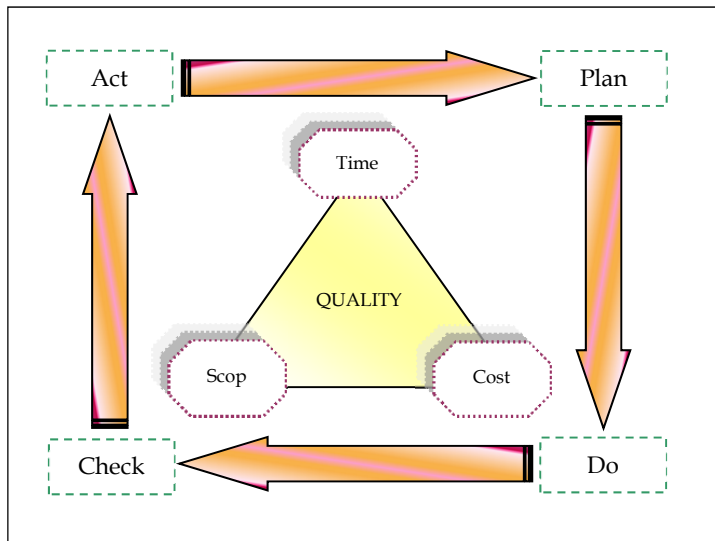 Act
Plan
Time
QUALITY
Scop
Cost
Check
Do